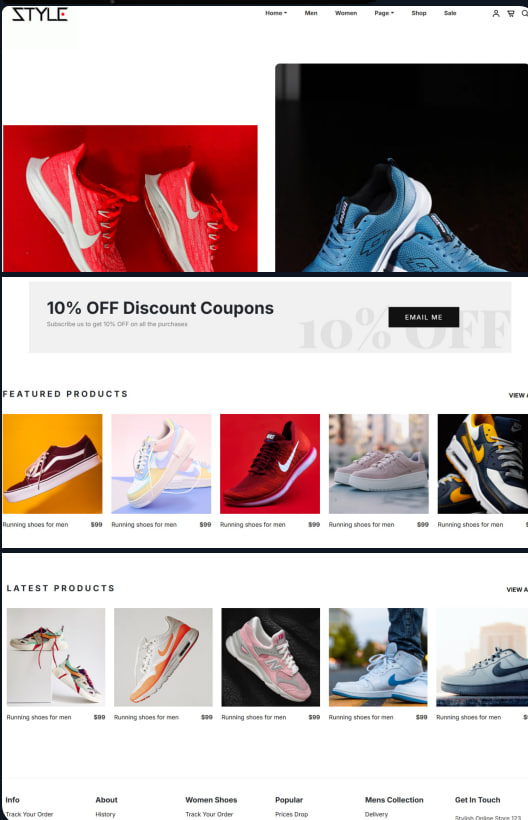 STYLE
Home Men Women Page Shop Sale
10% OFF Discount Coupons
Subscribe us to get 10% OFF on all the purchases
10% OFF
EMAIL ME
FEATURED PRODUCTS
VIEW A
Running shoes for men $99 Running shoes for men $99 Running shoes for men $99 Running shoes for men $99 Running shoes for men
LATEST PRODUCTS
VIEW A
Running shoes for men $99 Running shoes for men $99 Running shoes for men $99 Running shoes for men $99 Running shoes for men
Info About Women Shoes Popular Mens Collection Get In Touch
Track Your Order History Track Your Order Prices Drop Delivery Stylish Online Store 123